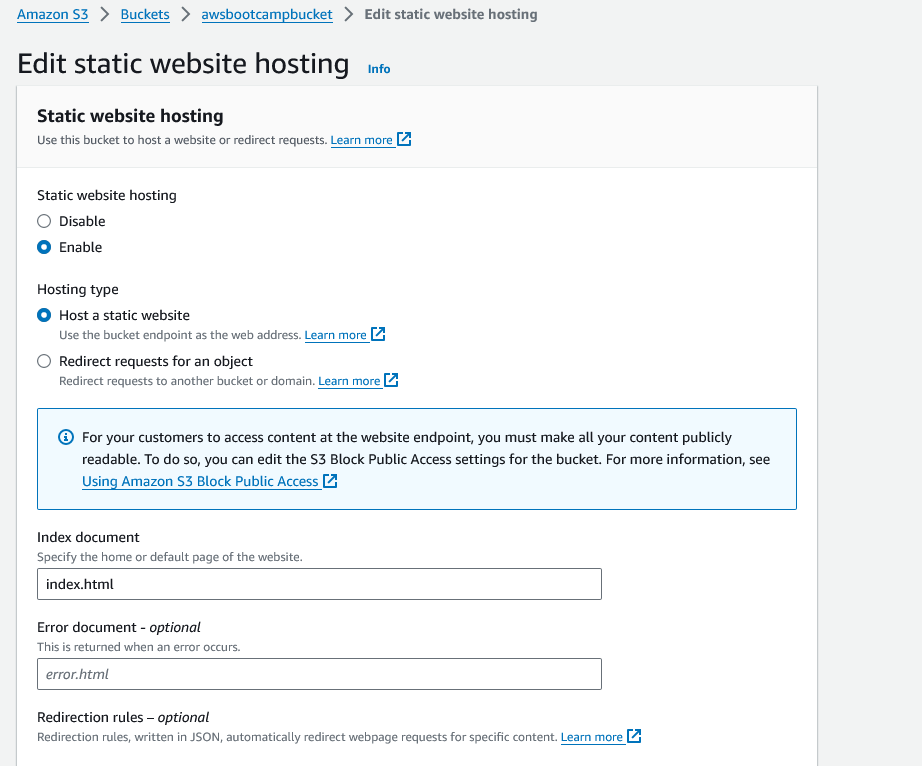 Amazon S3 > Buckets > awsbootcampbucket > Edit static website hosting
Edit static website hosting Info
Static website hosting
Use this bucket to host a website or redirect requests. Learn more
Static website hosting
Disable
Enable
Hosting type
Host a static website
Use the bucket endpoint as the web address. Learn more
Redirect requests for an object
Redirect requests to another bucket or domain. Learn more
For your customers to access content at the website endpoint, you must make all your content publicly
readable. To do so, you can edit the S3 Block Public Access settings for the bucket. For more information, see
Using Amazon S3 Block Public Access
Index document
Specify the home or default page of the website.
index.html
Error document - optional
This is returned when an error occurs.
error.html
Redirection rules – optional
Redirection rules, written in JSON, automatically redirect webpage requests for specific content. Learn more